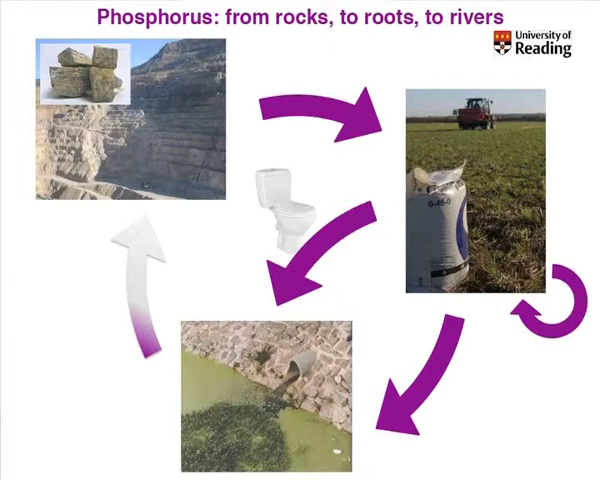 Phosphorus: from rocks, to roots, to rivers
University of
Reading
0-46-0